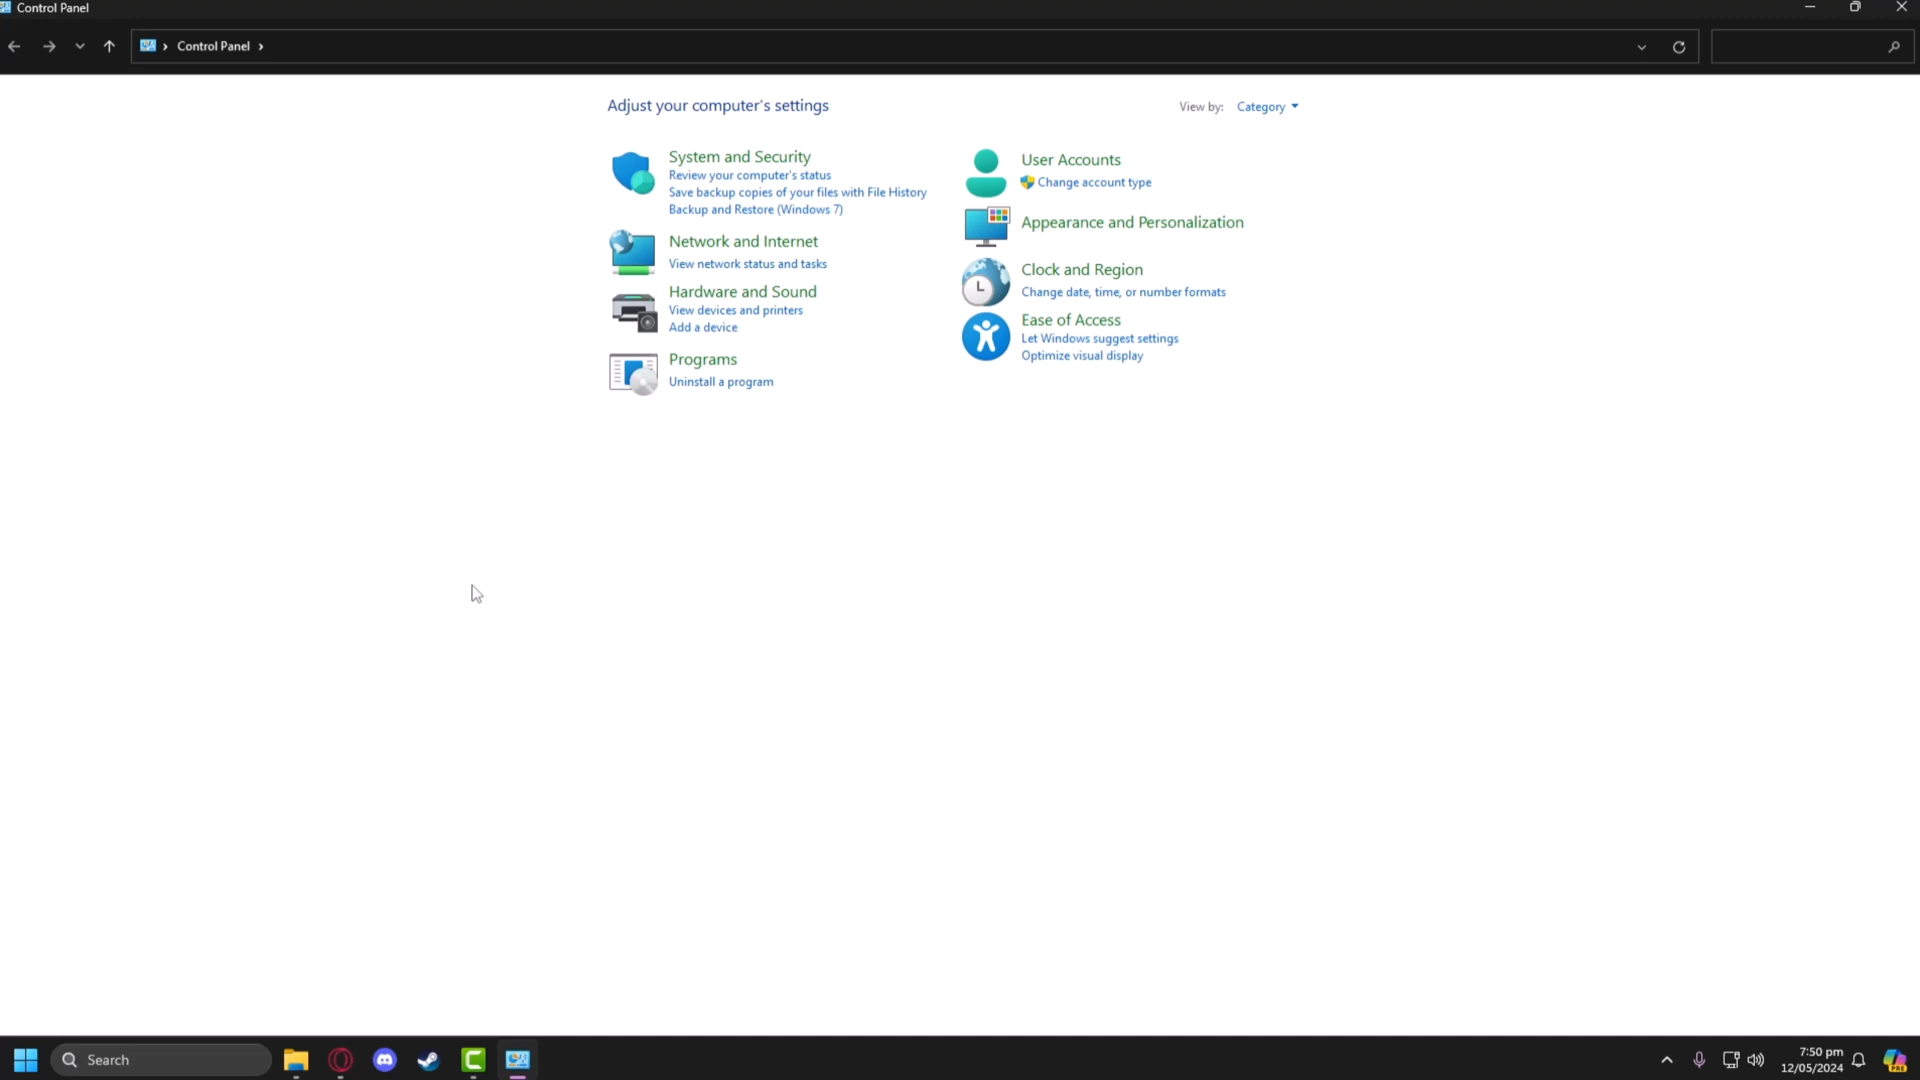 Control Panel
Control Panel
Adjust your computer's settings
View by: Category
System and Security
Review your computer's status
Save backup copies of your files with File History
Backup and Restore (Windows 7)
Network and Internet
View network status and tasks
Hardware and Sound
View devices and printers
Add a device
Programs
Uninstall a program
User Accounts
Change account type
Appearance and Personalization
Clock and Region
Change date, time, or number formats
Ease of Access
Let Windows suggest settings
Optimize visual display
Search
7:50 pm
12/05/2024
PRE